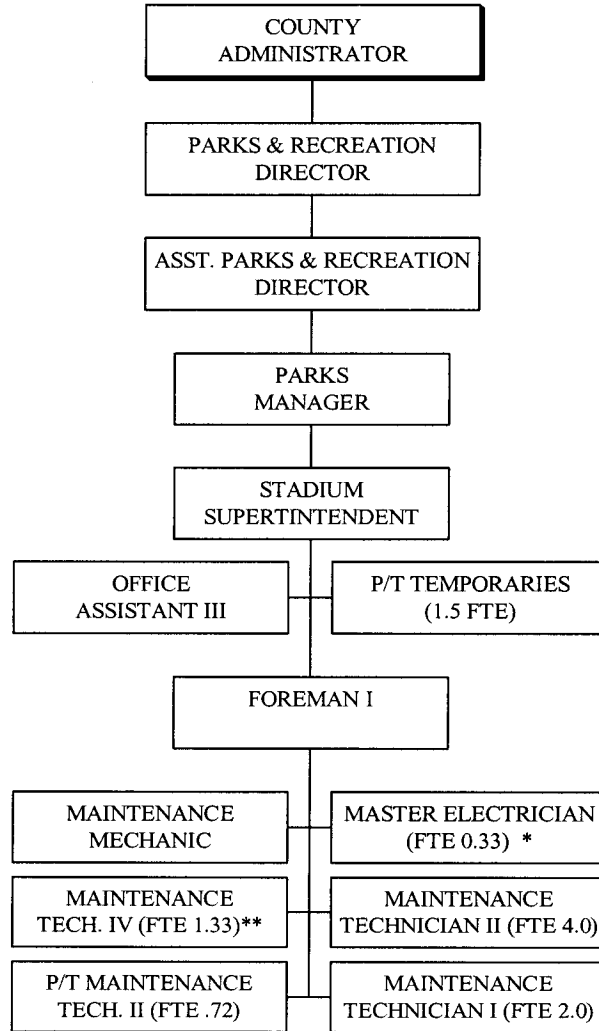 COUNTY
ADMINISTRATOR
PARKS & RECREATION
DIRECTOR
ASST. PARKS & RECREATION
DIRECTOR
PARKS
MANAGER
STADIUM
SUPERTINTENDENT
OFFICE
ASSISTANT III
P/T TEMPORARIES
(1.5 FTE)
FOREMAN I
MAINTENANCE
MECHANIC
MASTER ELECTRICIAN
(FTE 0.33) *
MAINTENANCE
TECH. IV (FTE 1.33)**
MAINTENANCE
TECHNICIAN II (FTE 4.0)
P/T MAINTENANCE
TECH. II (FTE .72)
MAINTENANCE
TECHNICIAN I (FTE 2.0)